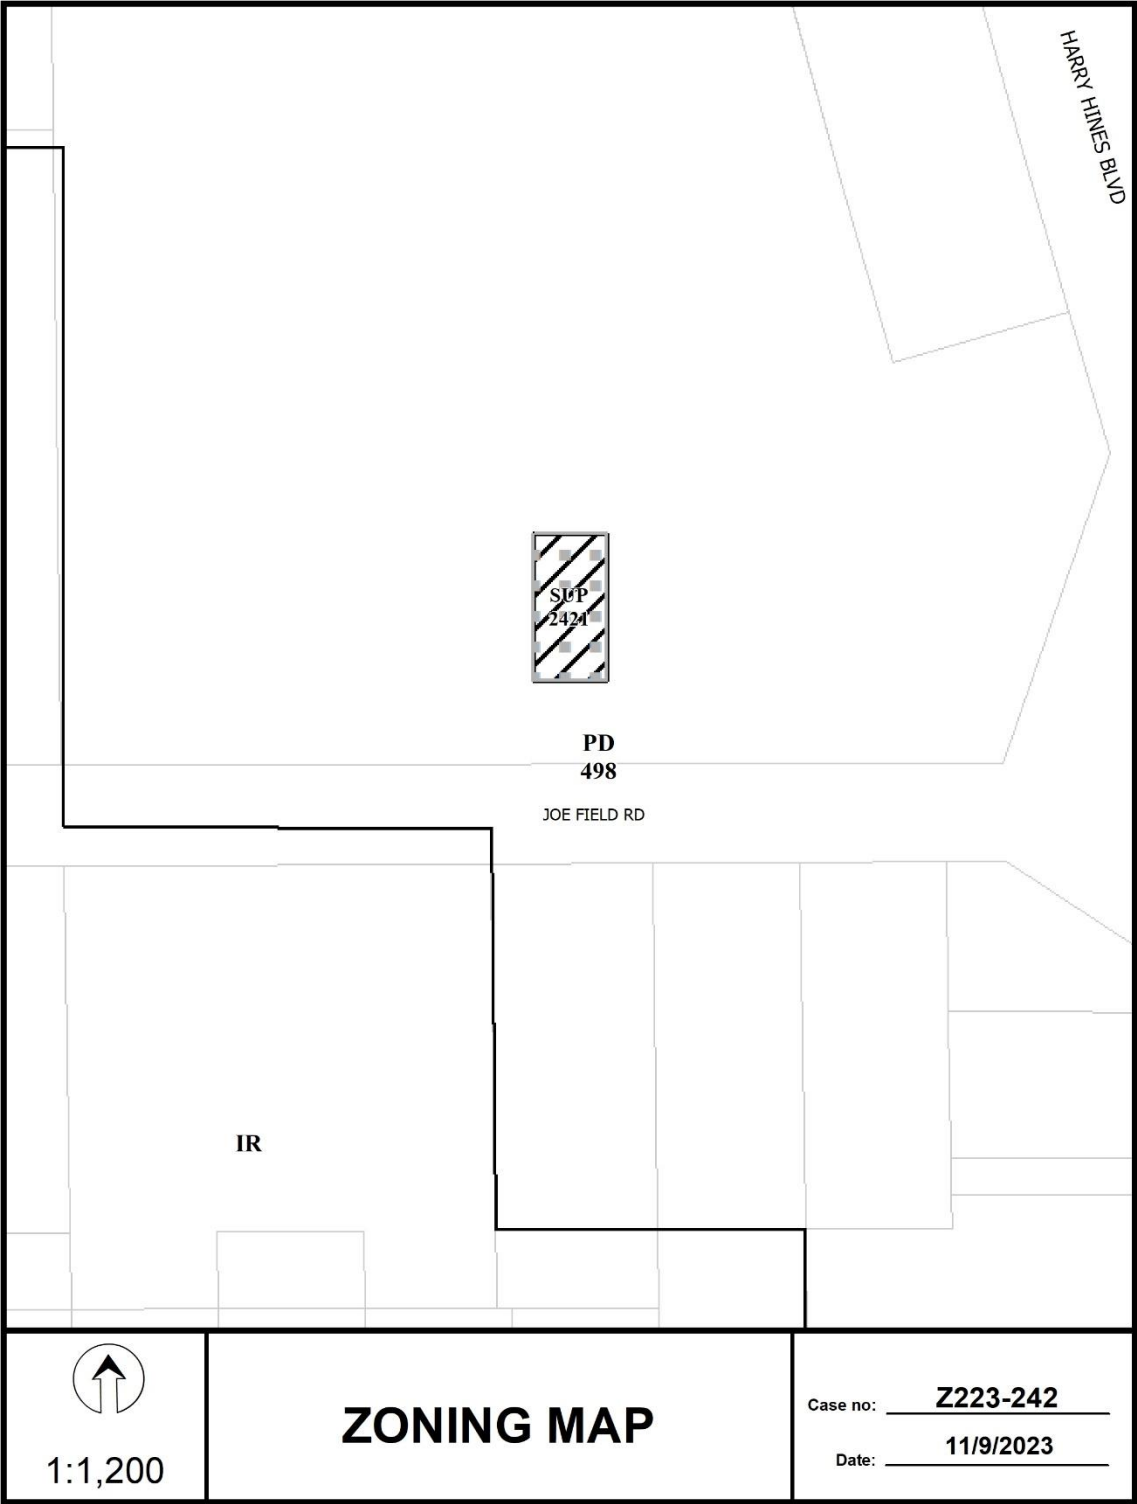 HARRY HINES BLVD
SUP
2421
PD
498
JOE FIELD RD
IR
1:1,200
ZONING MAP
Case no: Z223-242
Date: 11/9/2023